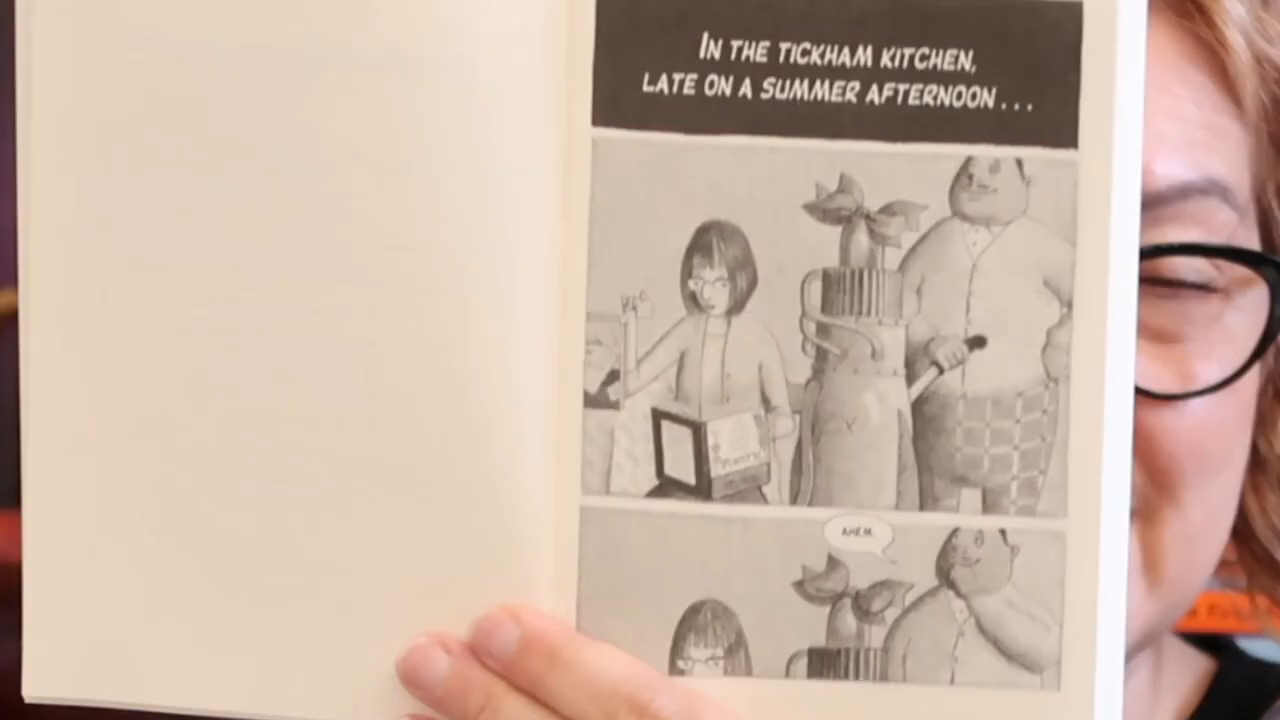 IN THE TICKHAM KITCHEN,
LATE ON A SUMMER AFTERNOON...
AHEM.